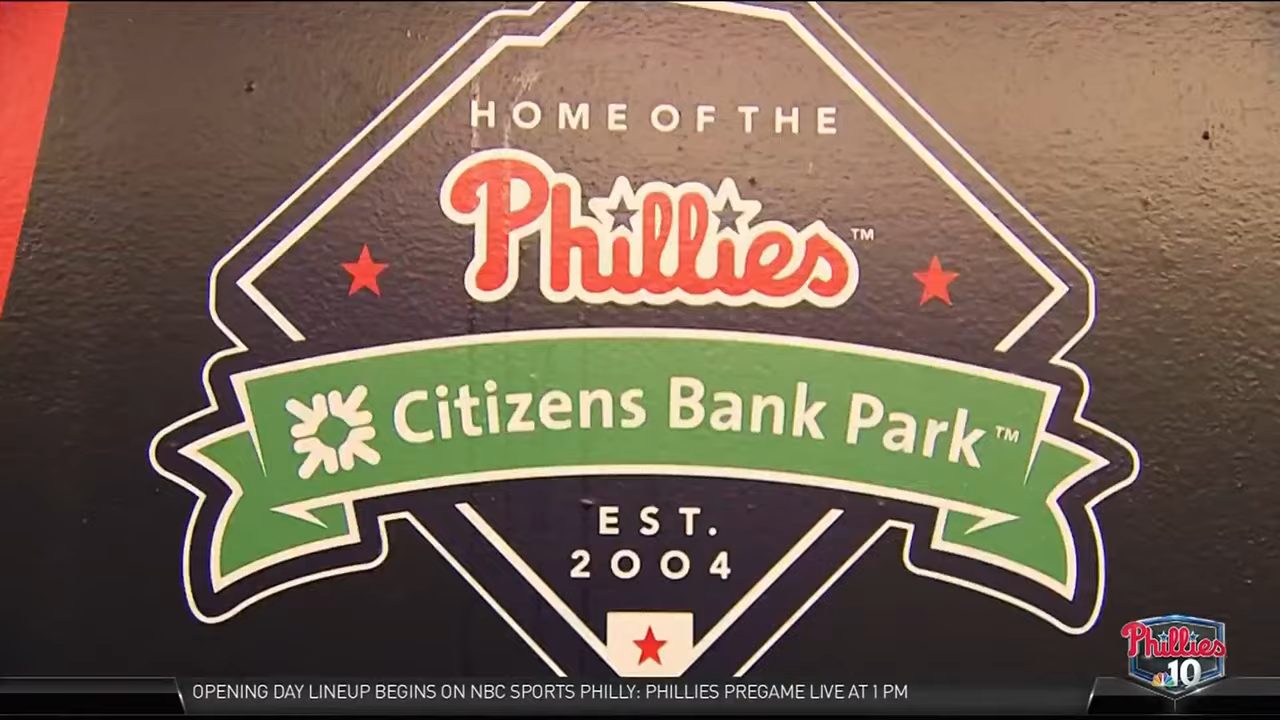 HOME OF THE
Phillies™
Citizens Bank Park™
EST.
2004
Phillies
10
OPENING DAY LINEUP BEGINS ON NBC SPORTS PHILLY: PHILLIES PREGAME LIVE AT 1 PM